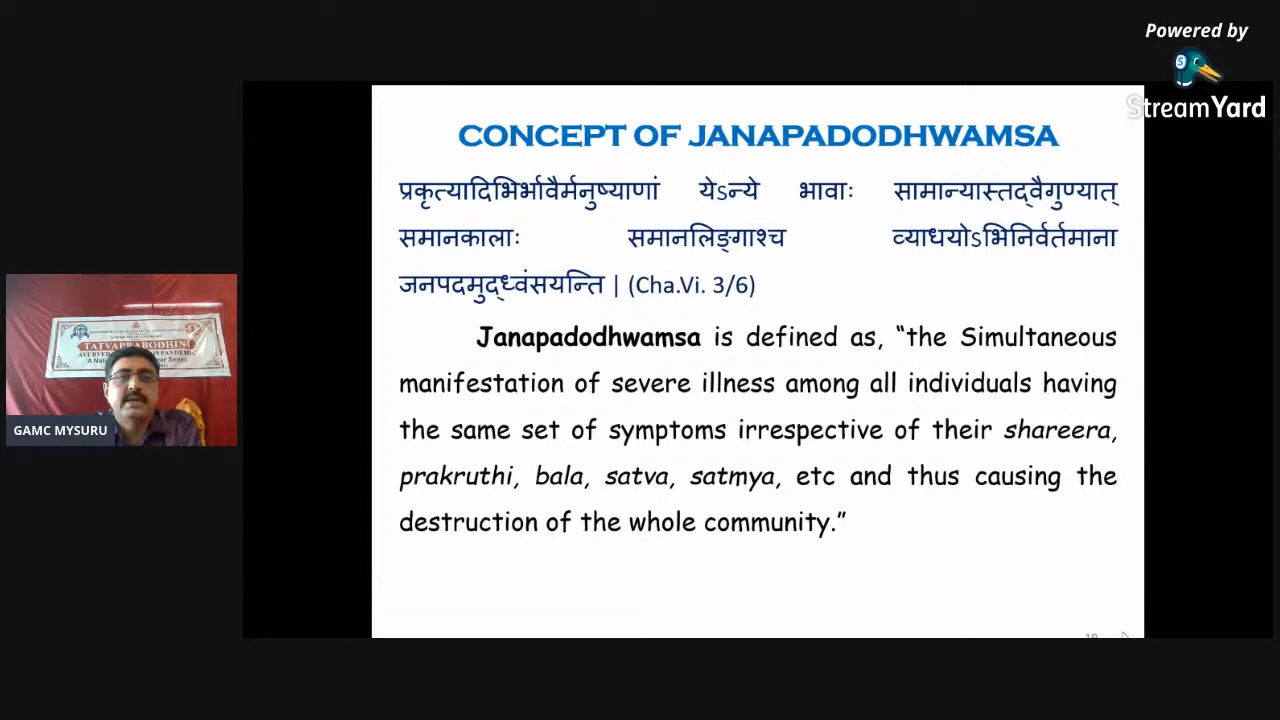 Powered by
StreamYard
CONCEPT OF JANAPADODHWAMSA
प्रकृत्यादिभिर्भावैर्मनुष्याणां येऽन्ये भावाः सामान्यास्तद्वैगुण्यात्
समानकालाः समानलिङ्गाश्च व्याधयोऽभिनिर्वर्तमाना
जनपदमुद्ध्वंसयन्ति | (Cha.Vi. 3/6)
Janapadodhwamsa is defined as, “the Simultaneous
manifestation of severe illness among all individuals having
the same set of symptoms irrespective of their shareera,
prakruthi, bala, satva, satmya, etc and thus causing the
destruction of the whole community.”
TATVAPRABODHINI
GAMC MYSURU